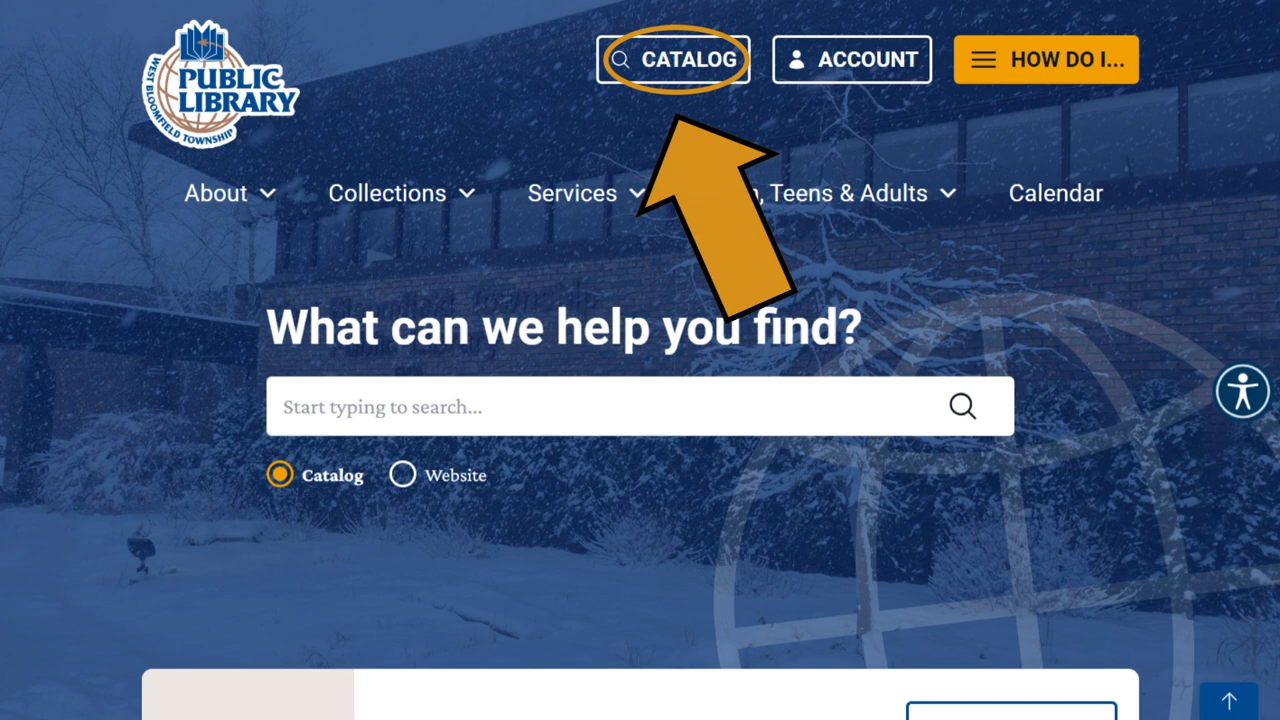 WEST BLOOMFIELD TOWNSHIP
PUBLIC
LIBRARY
CATALOG
ACCOUNT
HOW DO I...
About
Collections
Services
, Teens & Adults
Calendar
What can we help you find?
Start typing to search...
Catalog
Website